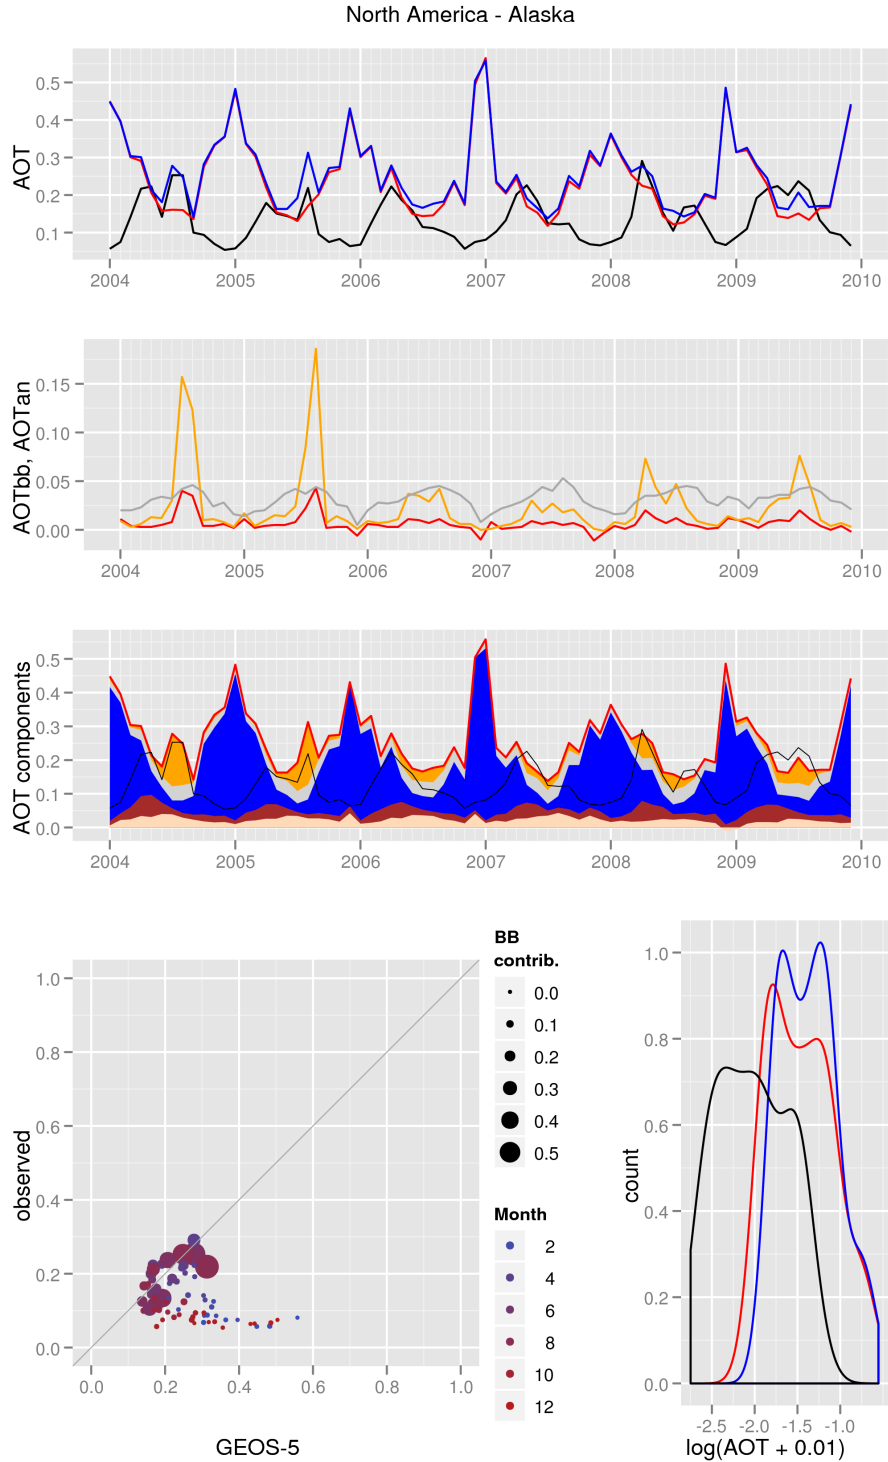 North America - Alaska
AOT
0.5
0.4
0.3
0.2
0.1
2004 2005 2006 2007 2008 2009 2010
AOTbb, AOTan
0.15
0.10
0.05
0.00
2004 2005 2006 2007 2008 2009 2010
AOT components
0.5
0.4
0.3
0.2
0.1
0.0
2004 2005 2006 2007 2008 2009 2010
observed
1.0
0.8
0.6
0.4
0.2
0.0
0.0 0.2 0.4 0.6 0.8 1.0
GEOS-5
BB
contrib.
0.0
0.1
0.2
0.3
0.4
0.5
Month
2
4
6
8
10
12
count
1.0
0.8
0.6
0.4
0.2
0.0
-2.5 -2.0 -1.5 -1.0
log(AOT + 0.01)